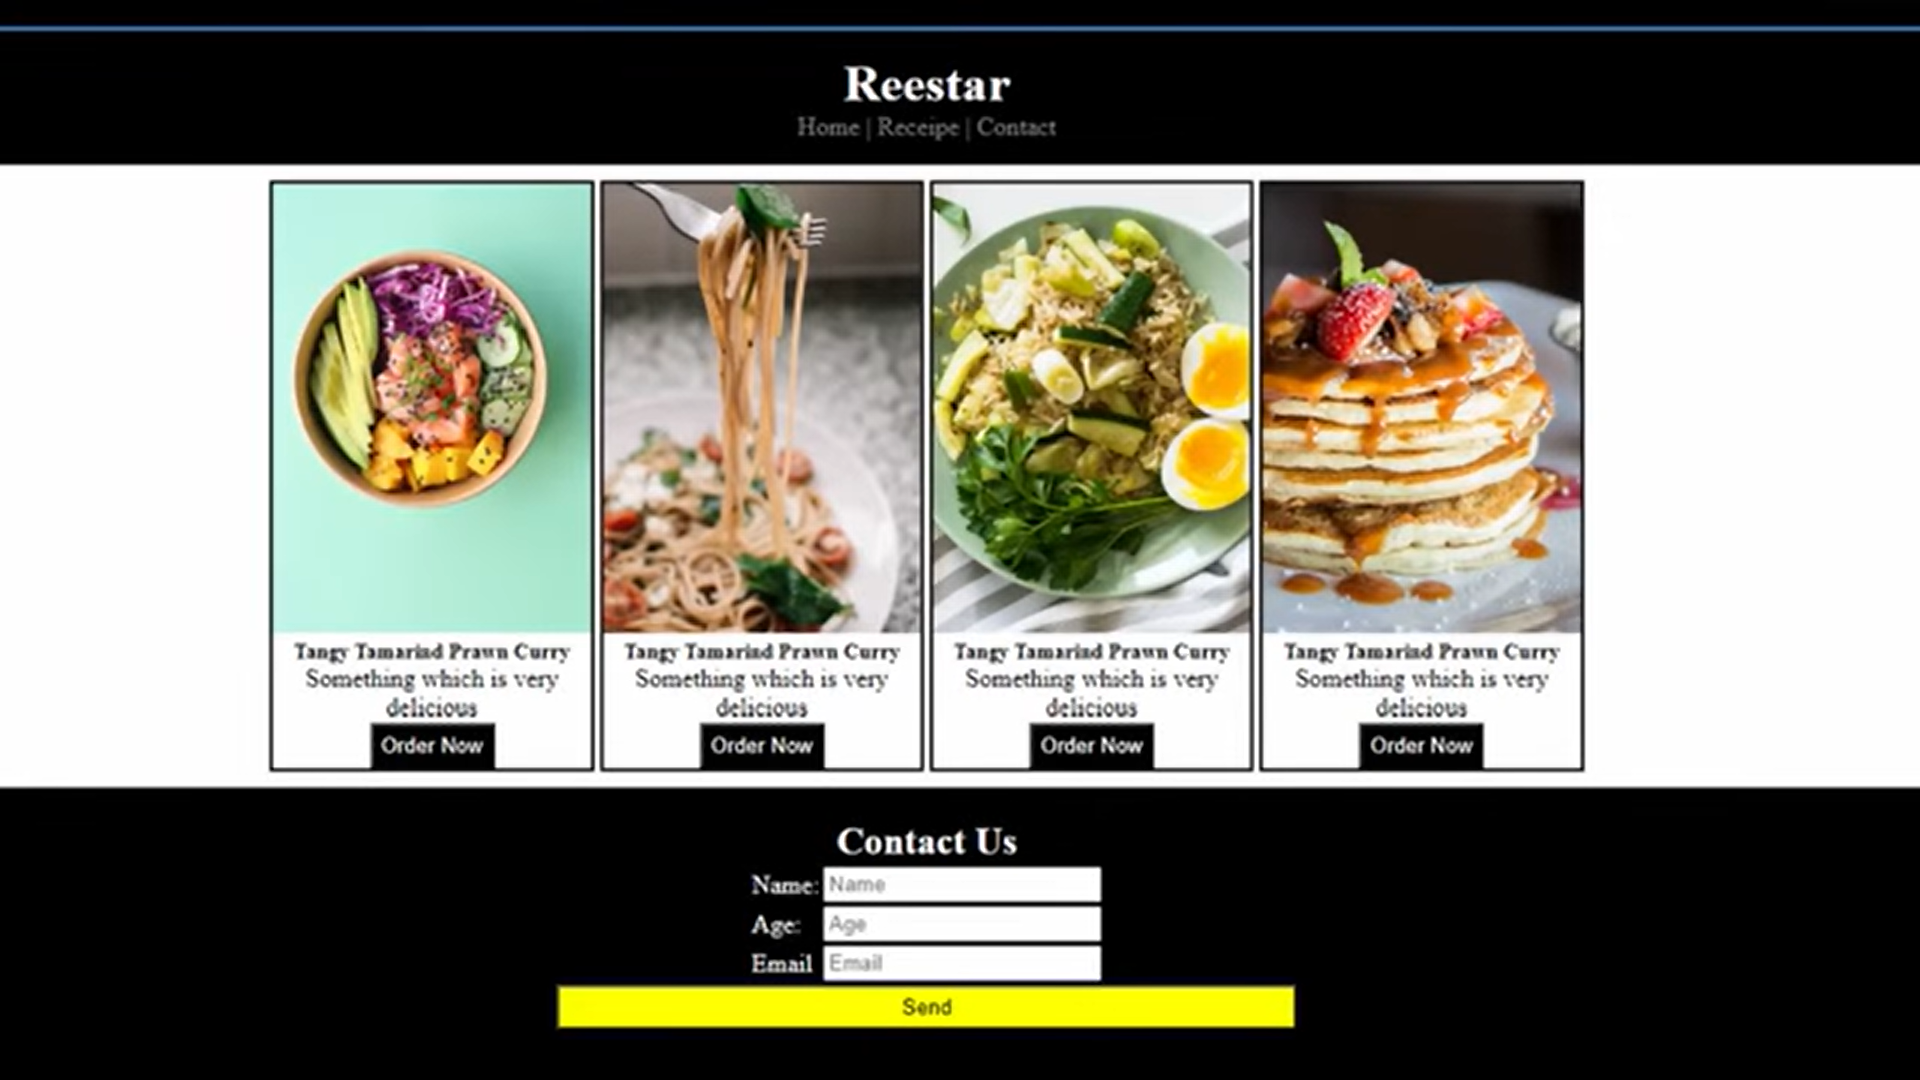 Reestar
Home | Receipe | Contact
Tangy Tamarind Prawn Curry
Something which is very
delicious
Order Now
Tangy Tamarind Prawn Curry
Something which is very
delicious
Order Now
Tangy Tamarind Prawn Curry
Something which is very
delicious
Order Now
Tangy Tamarind Prawn Curry
Something which is very
delicious
Order Now
Contact Us
Name: Name
Age: Age
Email Email
Send